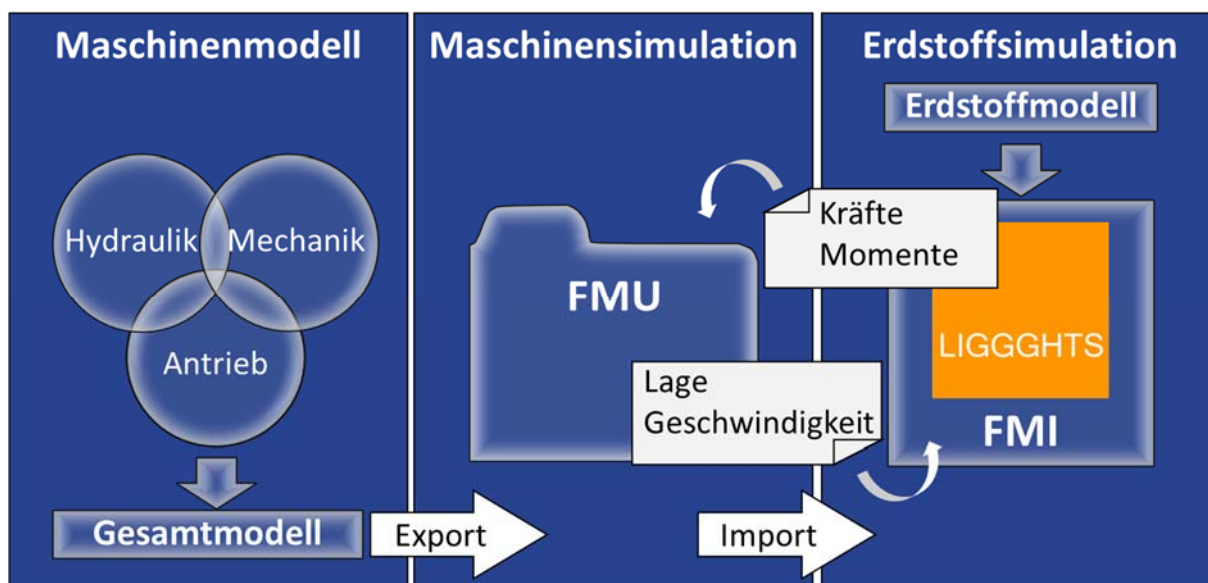 Maschinenmodell
Hydraulik
Mechanik
Antrieb
Gesamtmodell
Export
Maschinensimulation
FMU
Lage
Geschwindigkeit
Import
Erdstoffsimulation
Erdstoffmodell
Kräfte
Momente
LIGGGHTS
FMI